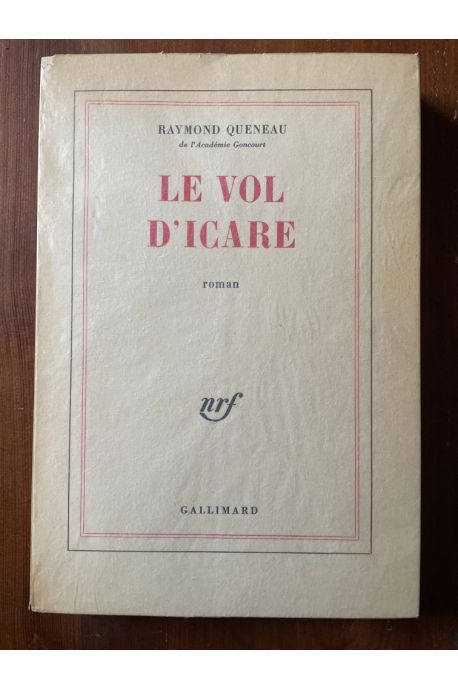 RAYMOND QUENEAU
de l'Académie Goncourt
LE VOL
D'ICARE
roman
nrf
GALLIMARD